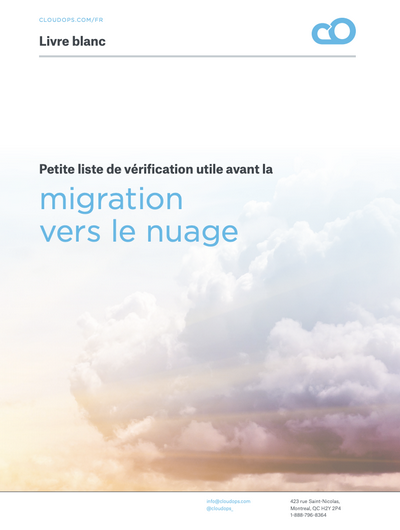 CLOUDOPS.COM/FR
Livre blanc
Petite liste de vérification utile avant la
migration
vers le nuage
info@cloudops.com
@cloudops_
423 rue Saint-Nicolas,
Montreal, QC H2Y 2P4
1-888-796-8364